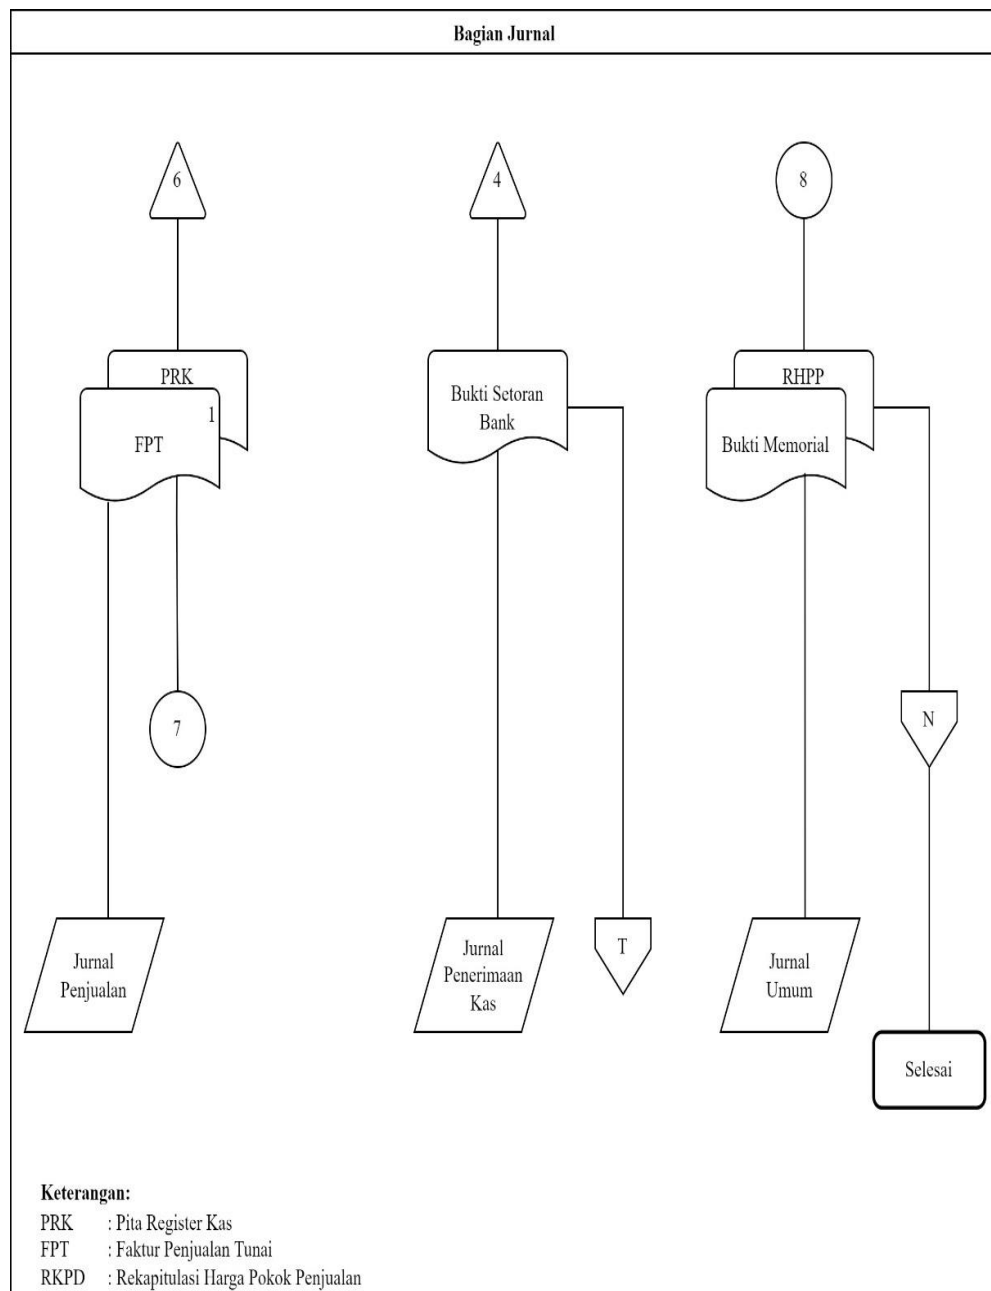 Bagian Jurnal
6
4
8
PRK
1
FPT
Bukti Setoran
Bank
RHPP
Bukti Memorial
7
N
Jurnal
Penjualan
Jurnal
Penerimaan
Kas
T
Jurnal
Umum
Selesai
Keterangan:
PRK : Pita Register Kas
FPT : Faktur Penjualan Tunai
RKPD : Rekapitulasi Harga Pokok Penjualan